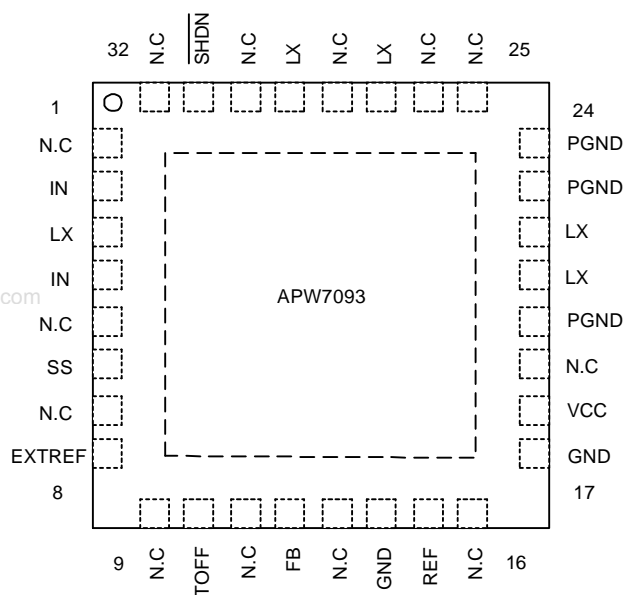 32 N.C SHDN N.C LX N.C LX N.C N.C 25
1 24
N.C PGND
IN PGND
LX LX
IN LX
com
APW7093
N.C PGND
SS N.C
N.C VCC
EXTREF GND
8 17
9 N.C TOFF N.C FB N.C GND REF N.C 16